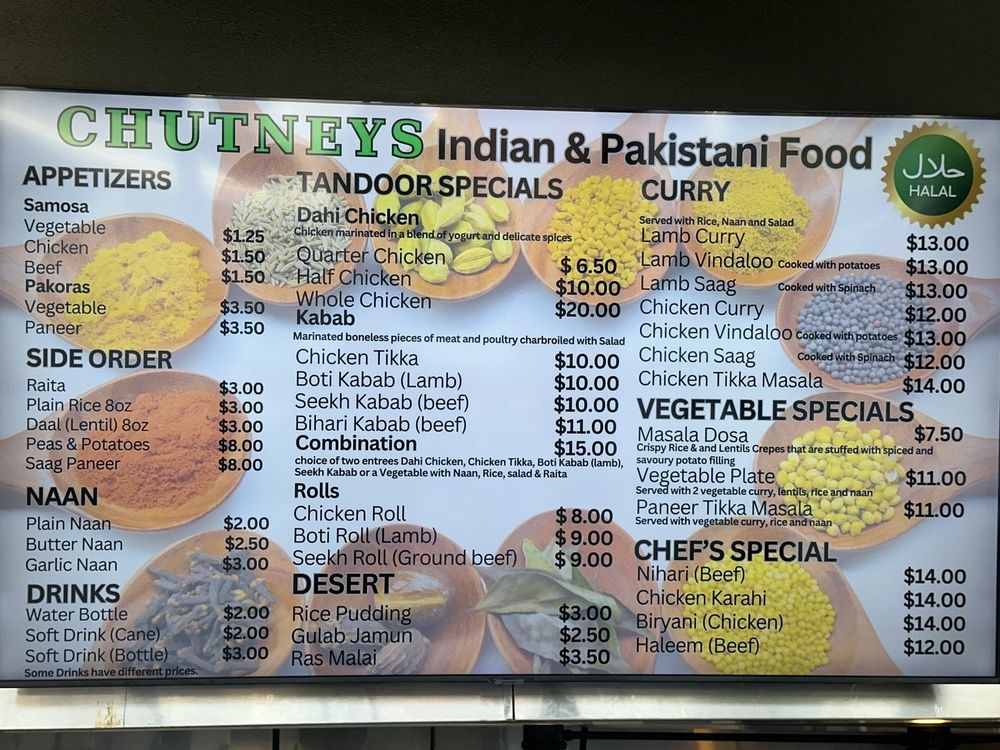 CHUTNEYS Indian & Pakistani Food
حلال
HALAL
APPETIZERS
Samosa
Vegetable $1.25
Chicken $1.50
Beef $1.50
Pakoras
Vegetable $3.50
Paneer $3.50
SIDE ORDER
Raita $3.00
Plain Rice 8oz $3.00
Daal (Lentil) 8oz $3.00
Peas & Potatoes $8.00
Saag Paneer $8.00
NAAN
Plain Naan $2.00
Butter Naan $2.50
Garlic Naan $3.00
DRINKS
Water Bottle $2.00
Soft Drink (Cane) $2.00
Soft Drink (Bottle) $3.00
Some Drinks have different prices.
TANDOOR SPECIALS
Dahi Chicken
Chicken marinated in a blend of yogurt and delicate spices
Quarter Chicken $ 6.50
Half Chicken $10.00
Whole Chicken $20.00
Kabab
Marinated boneless pieces of meat and poultry charbroiled with Salad
Chicken Tikka $10.00
Boti Kabab (Lamb) $10.00
Seekh Kabab (beef) $10.00
Bihari Kabab (beef) $11.00
Combination $15.00
choice of two entrees Dahi Chicken, Chicken Tikka, Boti Kabab (lamb),
Seekh Kabab or a Vegetable with Naan, Rice, salad & Raita
Rolls
Chicken Roll $ 8.00
Boti Roll (Lamb) $ 9.00
Seekh Roll (Ground beef) $ 9.00
DESERT
Rice Pudding $3.00
Gulab Jamun $2.50
Ras Malai $3.50
CURRY
Served with Rice, Naan and Salad
Lamb Curry $13.00
Lamb Vindaloo Cooked with potatoes $13.00
Lamb Saag Cooked with Spinach $13.00
Chicken Curry $12.00
Chicken Vindaloo Cooked with potatoes $13.00
Chicken Saag Cooked with Spinach $12.00
Chicken Tikka Masala $14.00
VEGETABLE SPECIALS
Masala Dosa $7.50
Crispy Rice & and Lentils Crepes that are stuffed with spiced and
savoury potato filling
Vegetable Plate $11.00
Served with 2 vegetable curry, lentils, rice and naan
Paneer Tikka Masala $11.00
Served with vegetable curry, rice and naan
CHEF'S SPECIAL
Nihari (Beef) $14.00
Chicken Karahi $14.00
Biryani (Chicken) $14.00
Haleem (Beef) $12.00